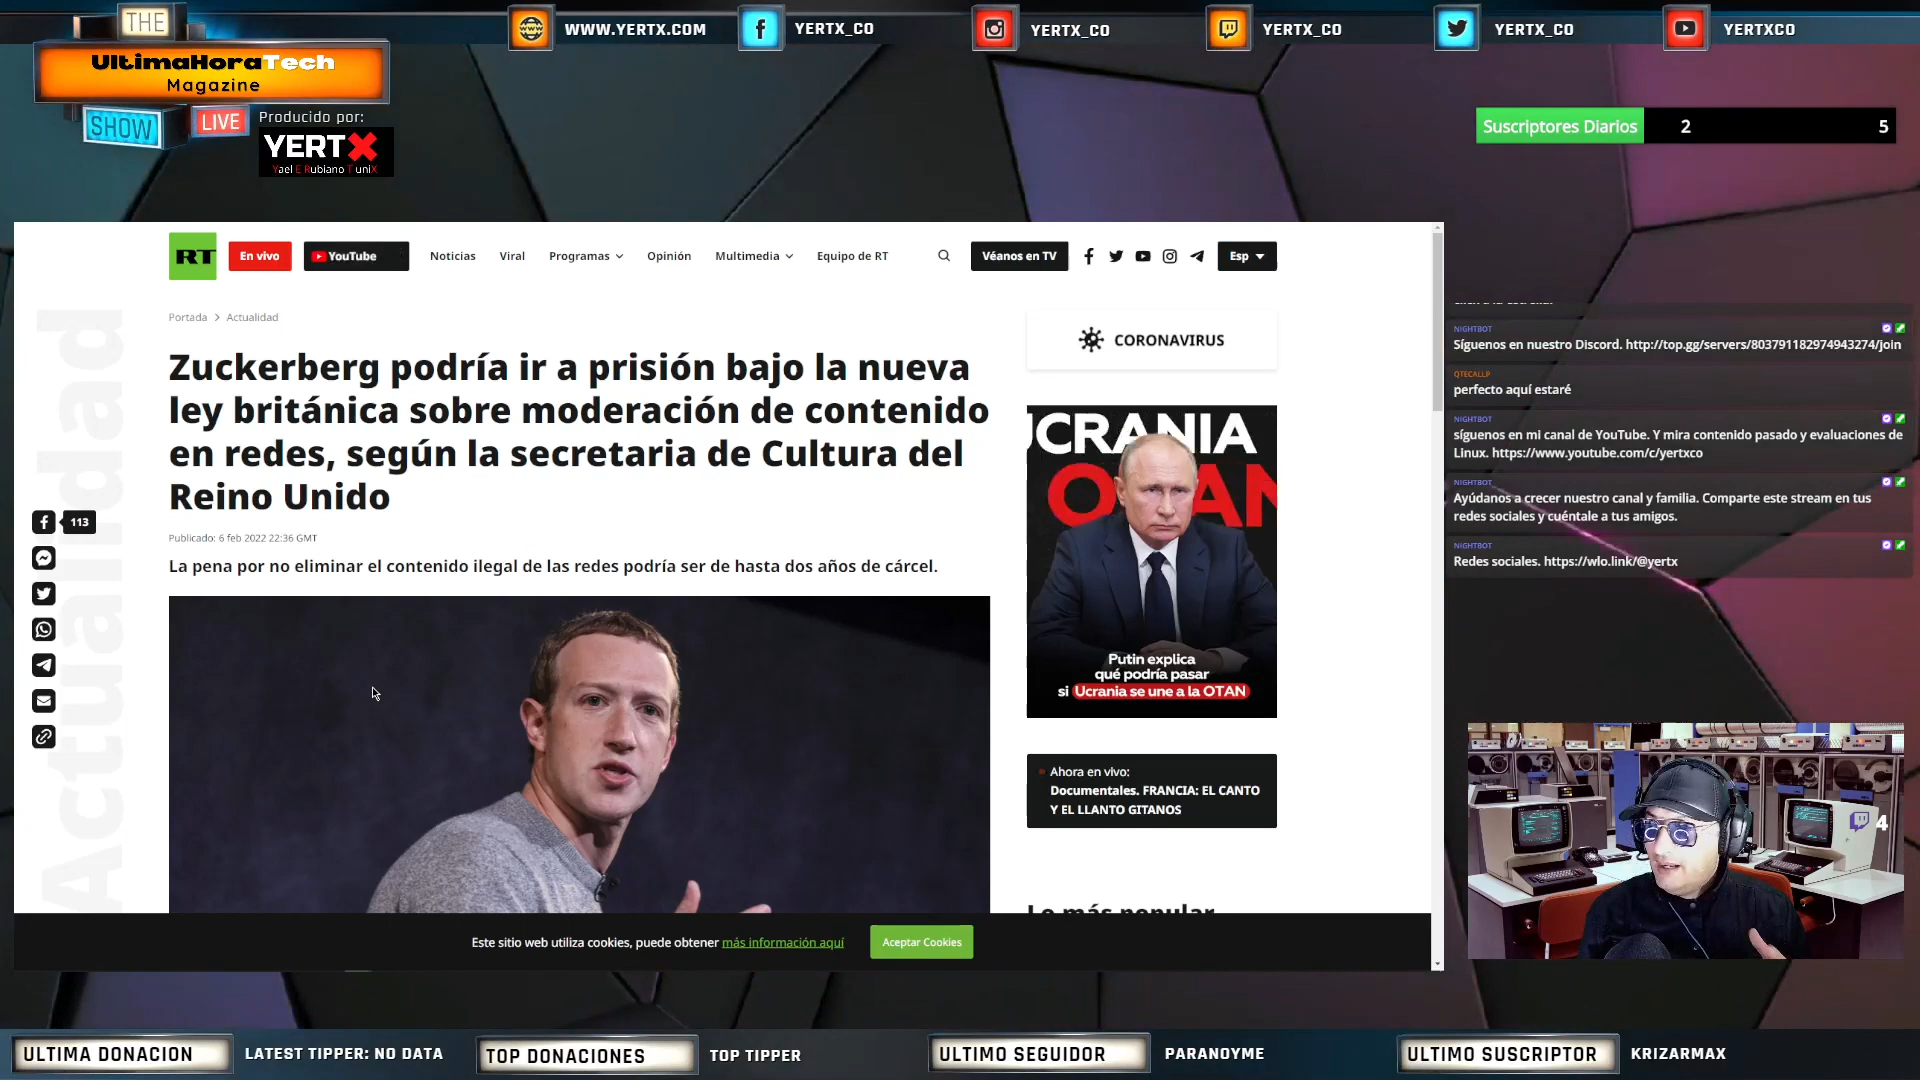 THE
UltimaHoraTech
Magazine
SHOW
LIVE
Producido por:
YERTX
Yael E Rubiano T uniX
WWW.YERTX.COM
YERTX_CO
YERTX_CO
YERTX_CO
YERTX_CO
YERTXCO
Suscriptores Diarios 2 5
RT
En vivo
YouTube
Noticias
Viral
Programas
Opinión
Multimedia
Equipo de RT
Véanos en TV
Esp
Portada > Actualidad
Actualidad
Zuckerberg podría ir a prisión bajo la nueva
ley británica sobre moderación de contenido
en redes, según la secretaria de Cultura del
Reino Unido
Publicado: 6 feb 2022 22:36 GMT
La pena por no eliminar el contenido ilegal de las redes podría ser de hasta dos años de cárcel.
113
CORONAVIRUS
UCRANIA
OTAN
Putin explica
qué podría pasar
si Ucrania se une a la OTAN
Ahora en vivo:
Documentales. FRANCIA: EL CANTO
Y EL LLANTO GITANOS
Lo más popular
Este sitio web utiliza cookies, puede obtener más información aquí
Aceptar Cookies
NIGHTBOT
Síguenos en nuestro Discord. http://top.gg/servers/803791182974943274/join
QTECALLP
perfecto aquí estaré
NIGHTBOT
síguenos en mi canal de YouTube. Y mira contenido pasado y evaluaciones de
Linux. https://www.youtube.com/c/yertxco
NIGHTBOT
Ayúdanos a crecer nuestro canal y familia. Comparte este stream en tus
redes sociales y cuéntale a tus amigos.
NIGHTBOT
Redes sociales. https://wlo.link/@yertx
4
ULTIMA DONACION
LATEST TIPPER: NO DATA
TOP DONACIONES
TOP TIPPER
ULTIMO SEGUIDOR
PARANOYME
ULTIMO SUSCRIPTOR
KRIZARMAX